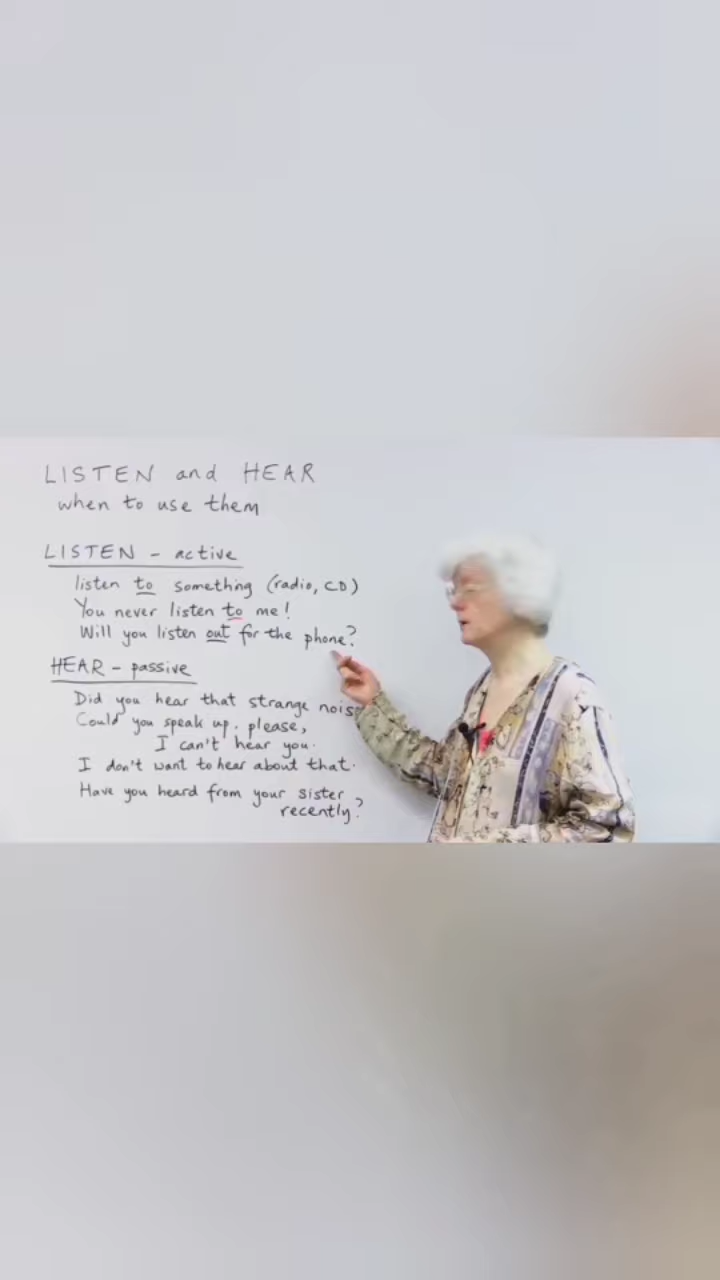 LISTEN and HEAR
when to use them
LISTEN - active
listen to something (radio, CD)
You never listen to me!
Will you listen out for the phone?
HEAR - passive
Did you hear that strange nois
Could you speak up, please,
I can't hear you.
I don't want to hear about that.
Have you heard from your sister
recently?